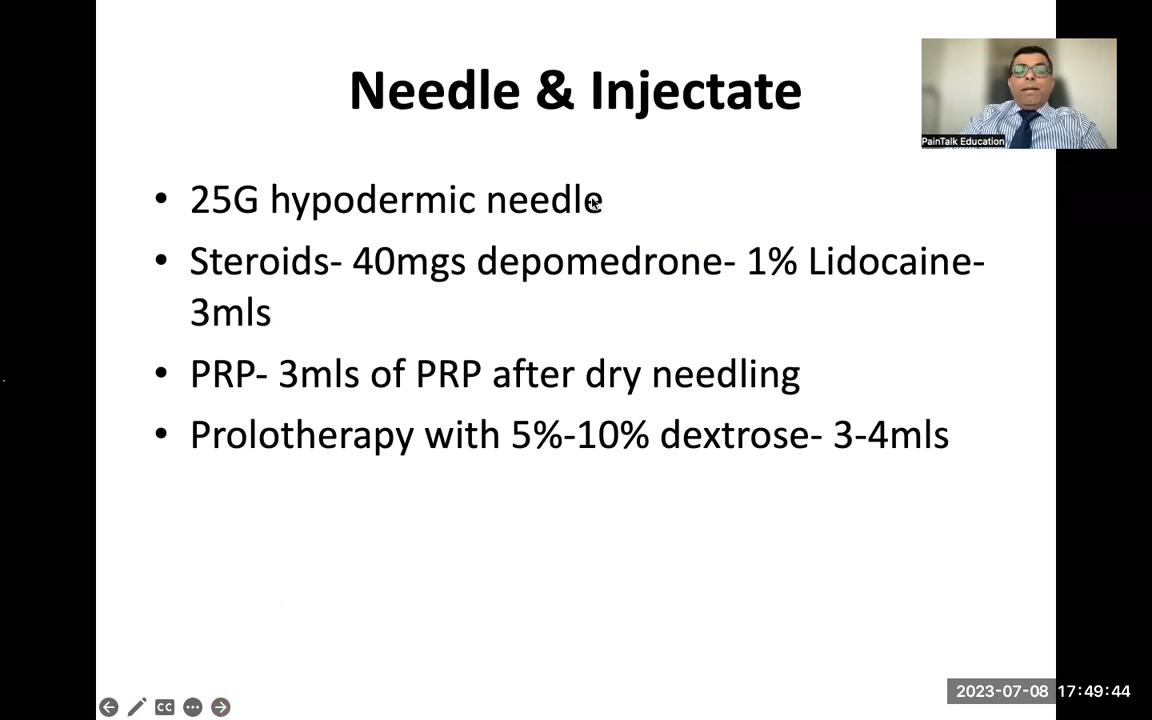 Needle & Injectate
PainTalk Education
• 25G hypodermic needle
• Steroids- 40mgs depomedrone- 1% Lidocaine-
3mls
• PRP- 3mls of PRP after dry needling
• Prolotherapy with 5%-10% dextrose- 3-4mls
CC
2023-07-08 17:49:44